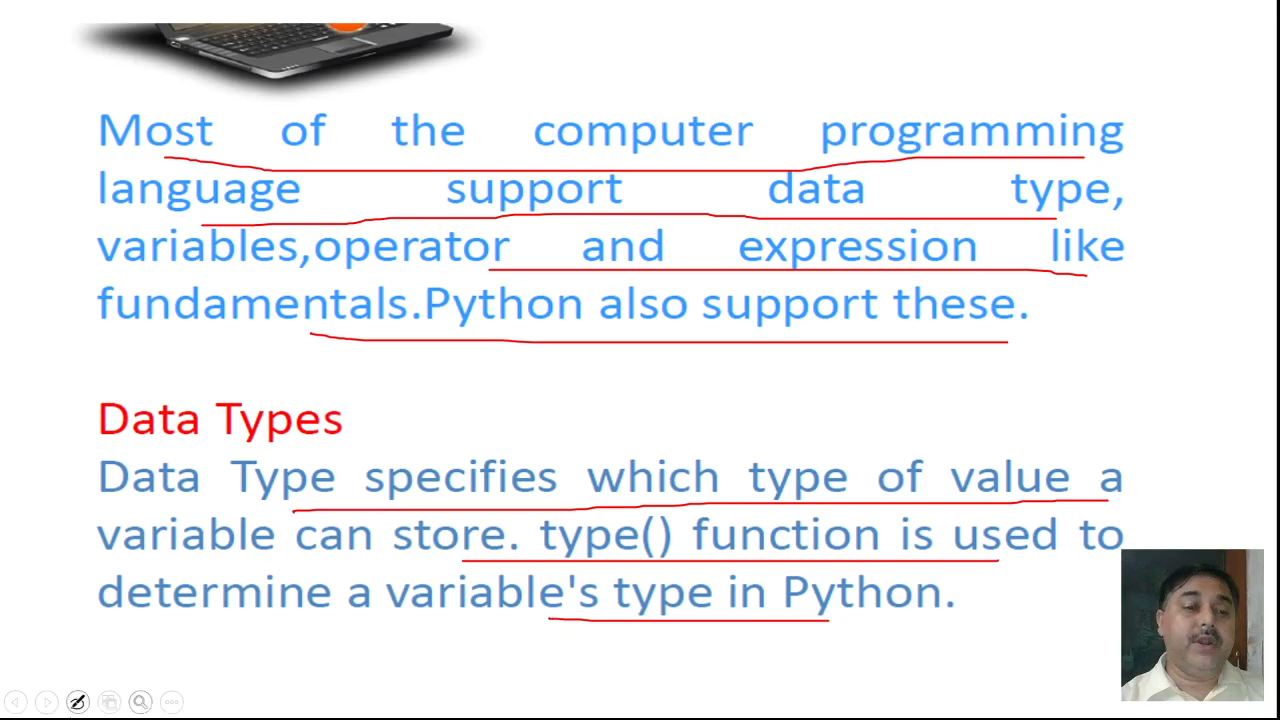 Most of the computer programming
language support data type,
variables,operator and expression like
fundamentals.Python also support these.
Data Types
Data Type specifies which type of value a
variable can store. type() function is used to
determine a variable's type in Python.